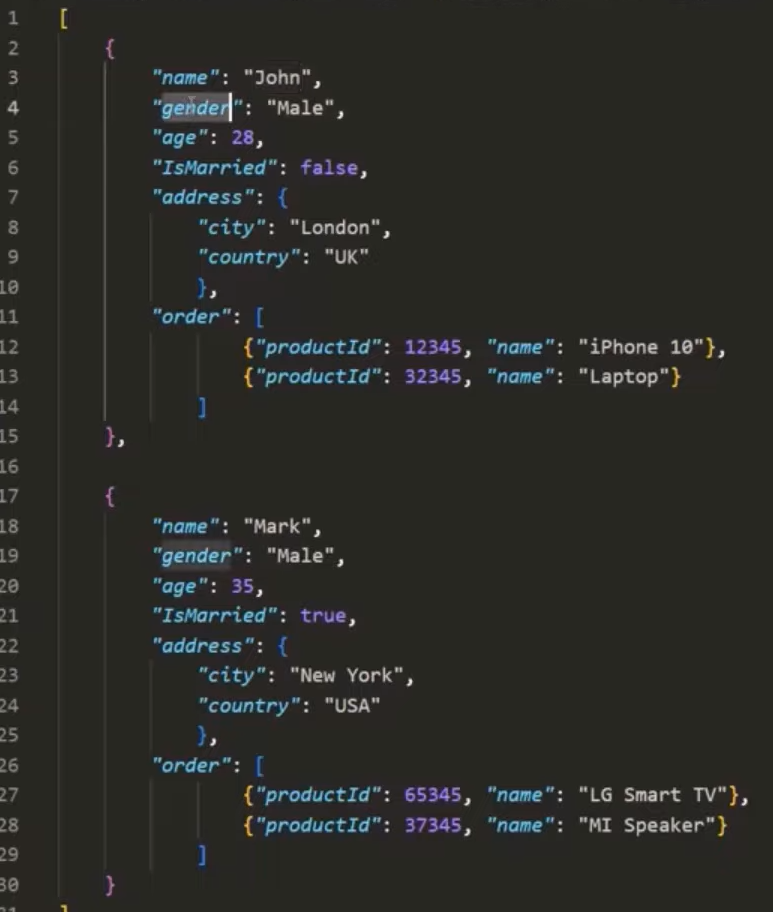 1 [
2 {
3 "name": "John",
4 "gender": "Male",
5 "age": 28,
6 "IsMarried": false,
7 "address": {
8 "city": "London",
9 "country": "UK"
10 },
11 "order": [
12 {"productId": 12345, "name": "iPhone 10"},
13 {"productId": 32345, "name": "Laptop"}
14 ]
15 },
16
17 {
18 "name": "Mark",
19 "gender": "Male",
20 "age": 35,
21 "IsMarried": true,
22 "address": {
23 "city": "New York",
24 "country": "USA"
25 },
26 "order": [
27 {"productId": 65345, "name": "LG Smart TV"},
28 {"productId": 37345, "name": "MI Speaker"}
29 ]
30 }
31 ]